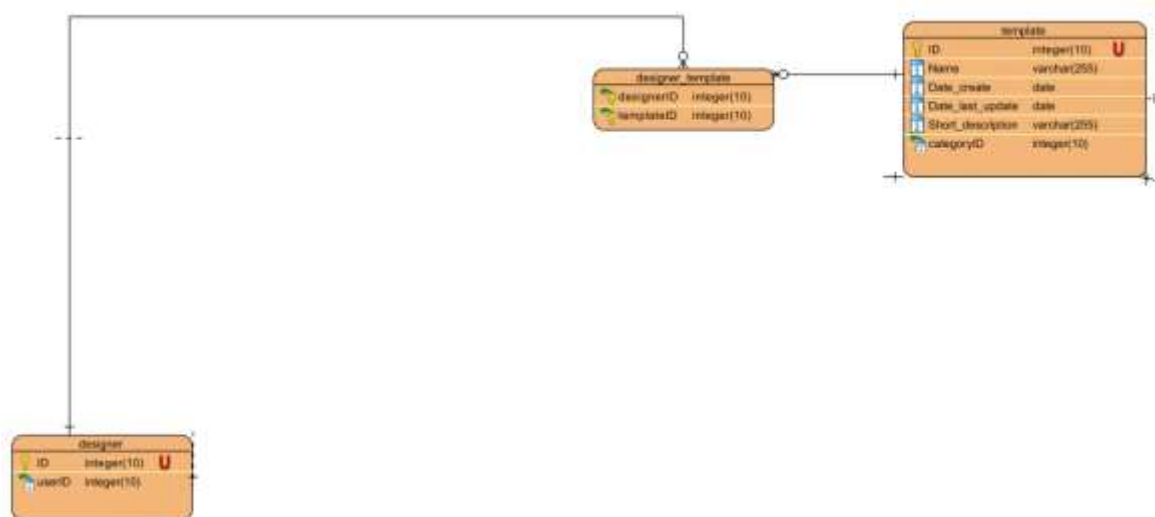 template
ID integer(10) U
Name varchar(255)
Date_create date
Date_last_update date
Short_description varchar(255)
categoryID integer(10)
designer_template
designerID integer(10)
templateID integer(10)
designer
ID integer(10) U
userID integer(10)